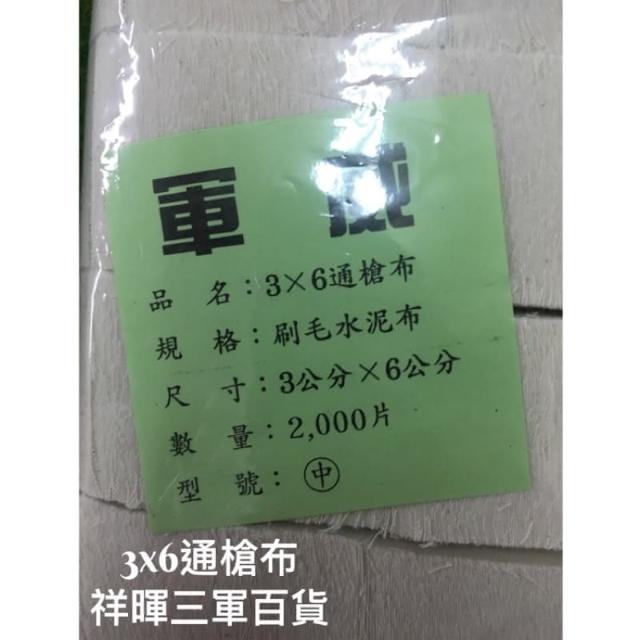 軍威
品名：3×6通槍布
規格：刷毛水泥布
尺寸：3公分×6公分
數量：2,000片
型號：㊥
3x6通槍布
祥暉三軍百貨